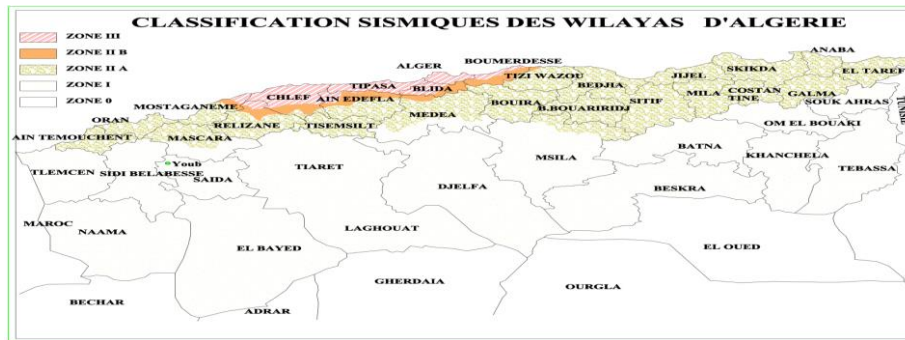 CLASSIFICATION SISMIQUES DES WILAYAS D'ALGERIE
ZONE III
ZONE II B
ZONE II A
ZONE I
ZONE 0
ANABA
ALGER
BOUMERDESSE
SKIKDA
EL TAREF
TIZI WAZOU
JIJEL
TIPASA
BLIDA
BEDJIA
CHLEF
AIN EDEFLA
MILA
COSTAN
TINE
GALMA
MOSTAGANEME
BOUIRA
SITIF
SOUK AHRAS
TUNISIE
B.BOUARIRIDJ
MEDEA
ORAN
RELIZANE
TISEMSILT
OM EL BOUAKI
AIN TEMOUCHENT
MASCARA
BATNA
KHANCHELA
Youb
MSILA
TIARET
TLEMCEN
SIDI BELABESSE
SAIDA
TEBASSA
DJELFA
BESKRA
MAROC
NAAMA
LAGHOUAT
EL BAYED
EL OUED
GHERDAIA
OURGLA
BECHAR
ADRAR